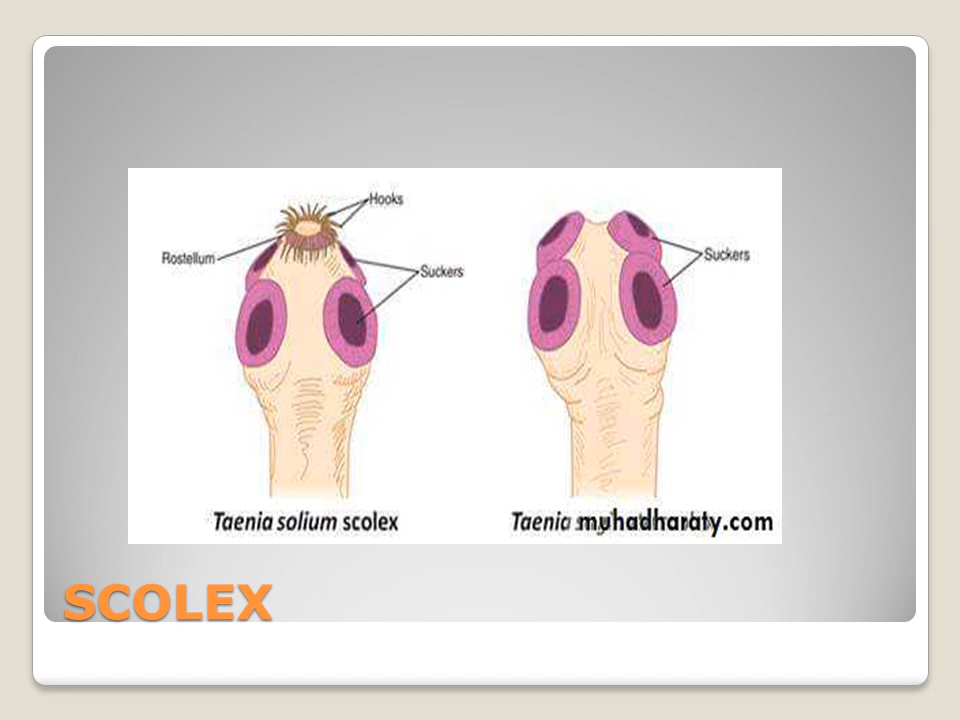 Hooks
Rostellum
Suckers
Suckers
Taenia solium scolex
Taenia
muhadharaty.com
SCOLEX